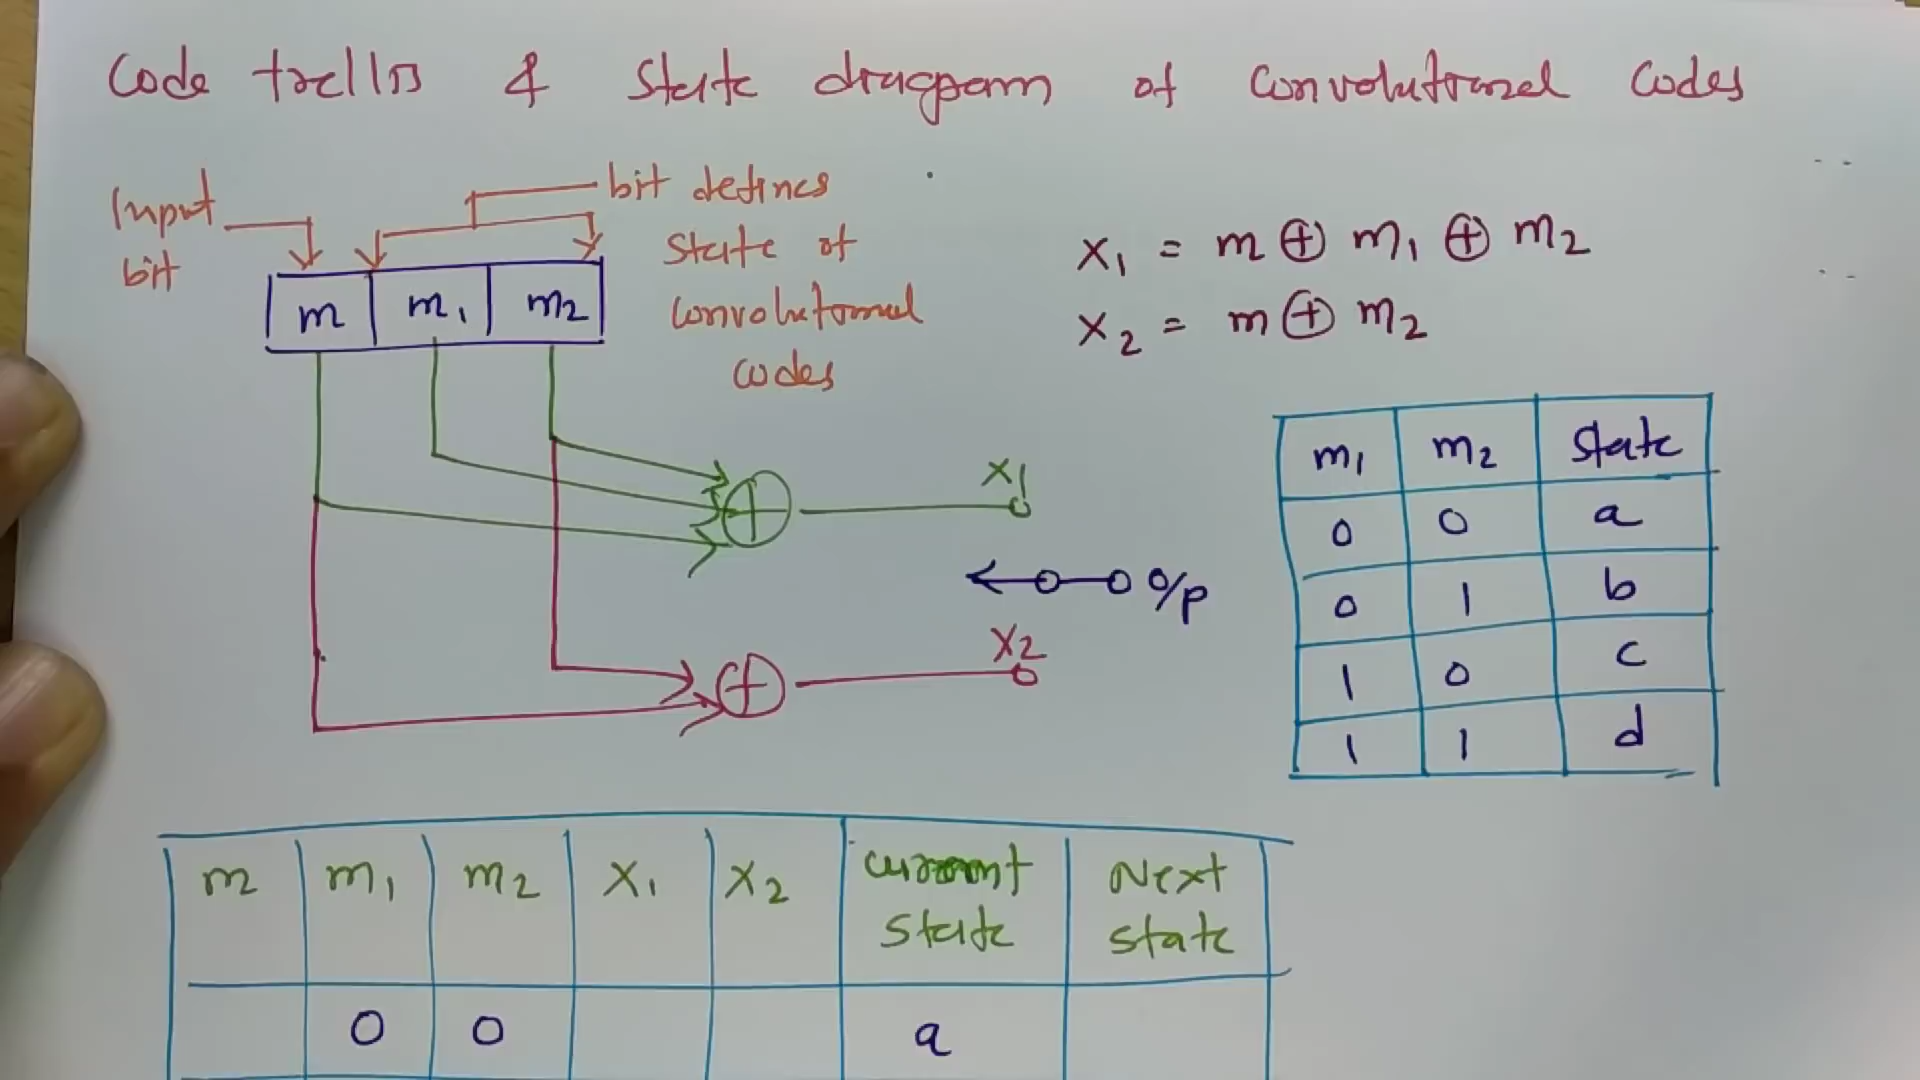 Code trellis & State diagram of Convolutional Codes
Input bit
bit defines State of Convolutional Codes
m m1 m2
X1 = m ⊕ m1 ⊕ m2
X2 = m ⊕ m2
X1
O/P
X2
m1 m2 State
0 0 a
0 1 b
1 0 c
1 1 d
m m1 m2 X1 X2 Current State Next State
0 0 a